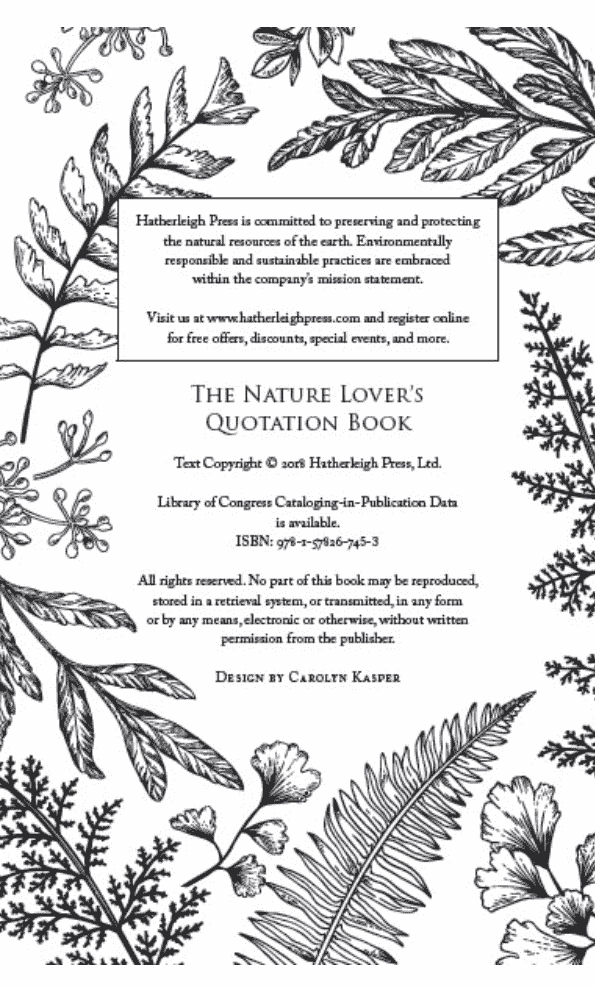 Hatherleigh Press is committed to preserving and protecting
the natural resources of the earth. Environmentally
responsible and sustainable practices are embraced
within the company's mission statement.
Visit us at www.hatherleighpress.com and register online
for free offers, discounts, special events, and more.
The Nature Lover's
Quotation Book
Text Copyright © 2018 Hatherleigh Press, Ltd.
Library of Congress Cataloging-in-Publication Data
is available.
ISBN: 978-1-57826-745-3
All rights reserved. No part of this book may be reproduced,
stored in a retrieval system, or transmitted, in any form
or by any means, electronic or otherwise, without written
permission from the publisher.
Design by Carolyn Kasper